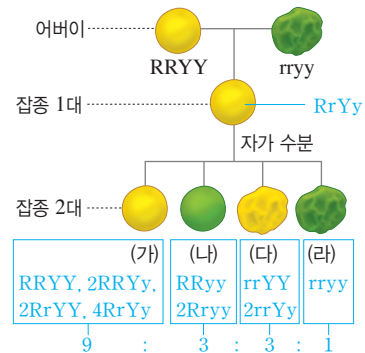 어버이
RRYY rryy
잡종 1대 RrYy
자가 수분
잡종 2대
(가) (나) (다) (라)
RRYY, 2RRYy, RRyy rrYY rryy
2RrYY, 4RrYy 2Rryy 2rrYy
9 : 3 : 3 : 1